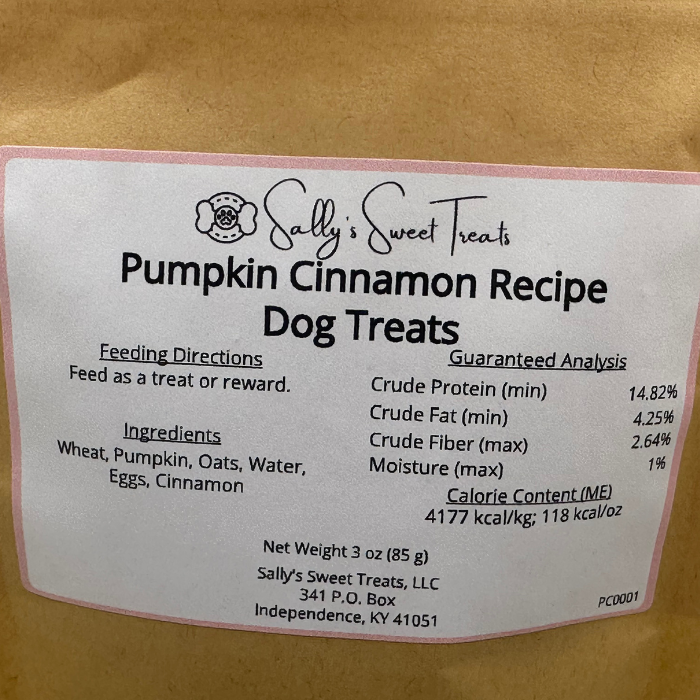 Sally's Sweet Treats
Pumpkin Cinnamon Recipe
Dog Treats
Feeding Directions
Feed as a treat or reward.
Ingredients
Wheat, Pumpkin, Oats, Water,
Eggs, Cinnamon
Guaranteed Analysis
Crude Protein (min) 14.82%
Crude Fat (min) 4.25%
Crude Fiber (max) 2.64%
Moisture (max) 1%
Calorie Content (ME)
4177 kcal/kg; 118 kcal/oz
Net Weight 3 oz (85 g)
Sally's Sweet Treats, LLC
341 P.O. Box
Independence, KY 41051
PC0001